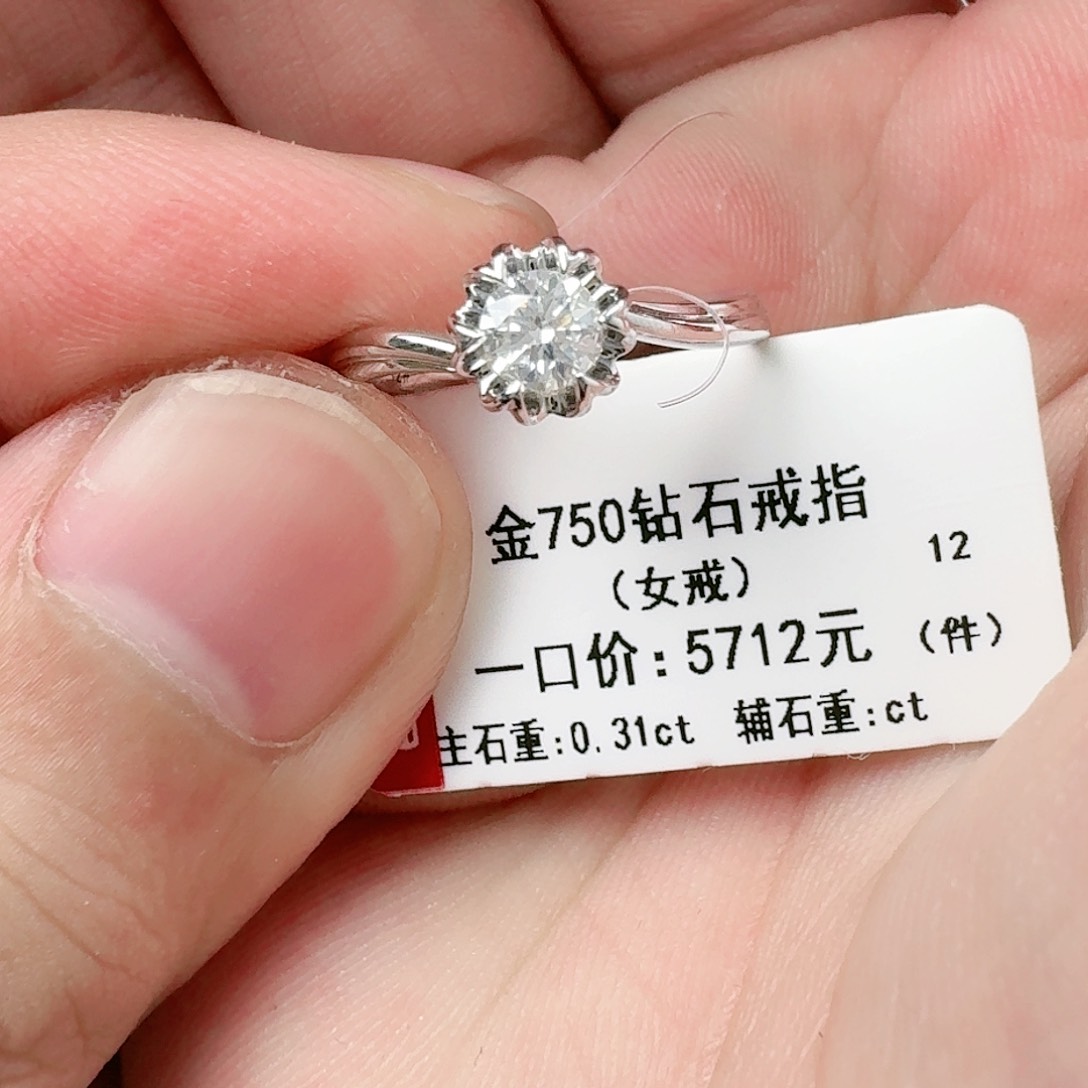 金750钻石戒指
（女戒）
12
一口价：5712元
（件）
主石重:0.31ct 辅石重:ct